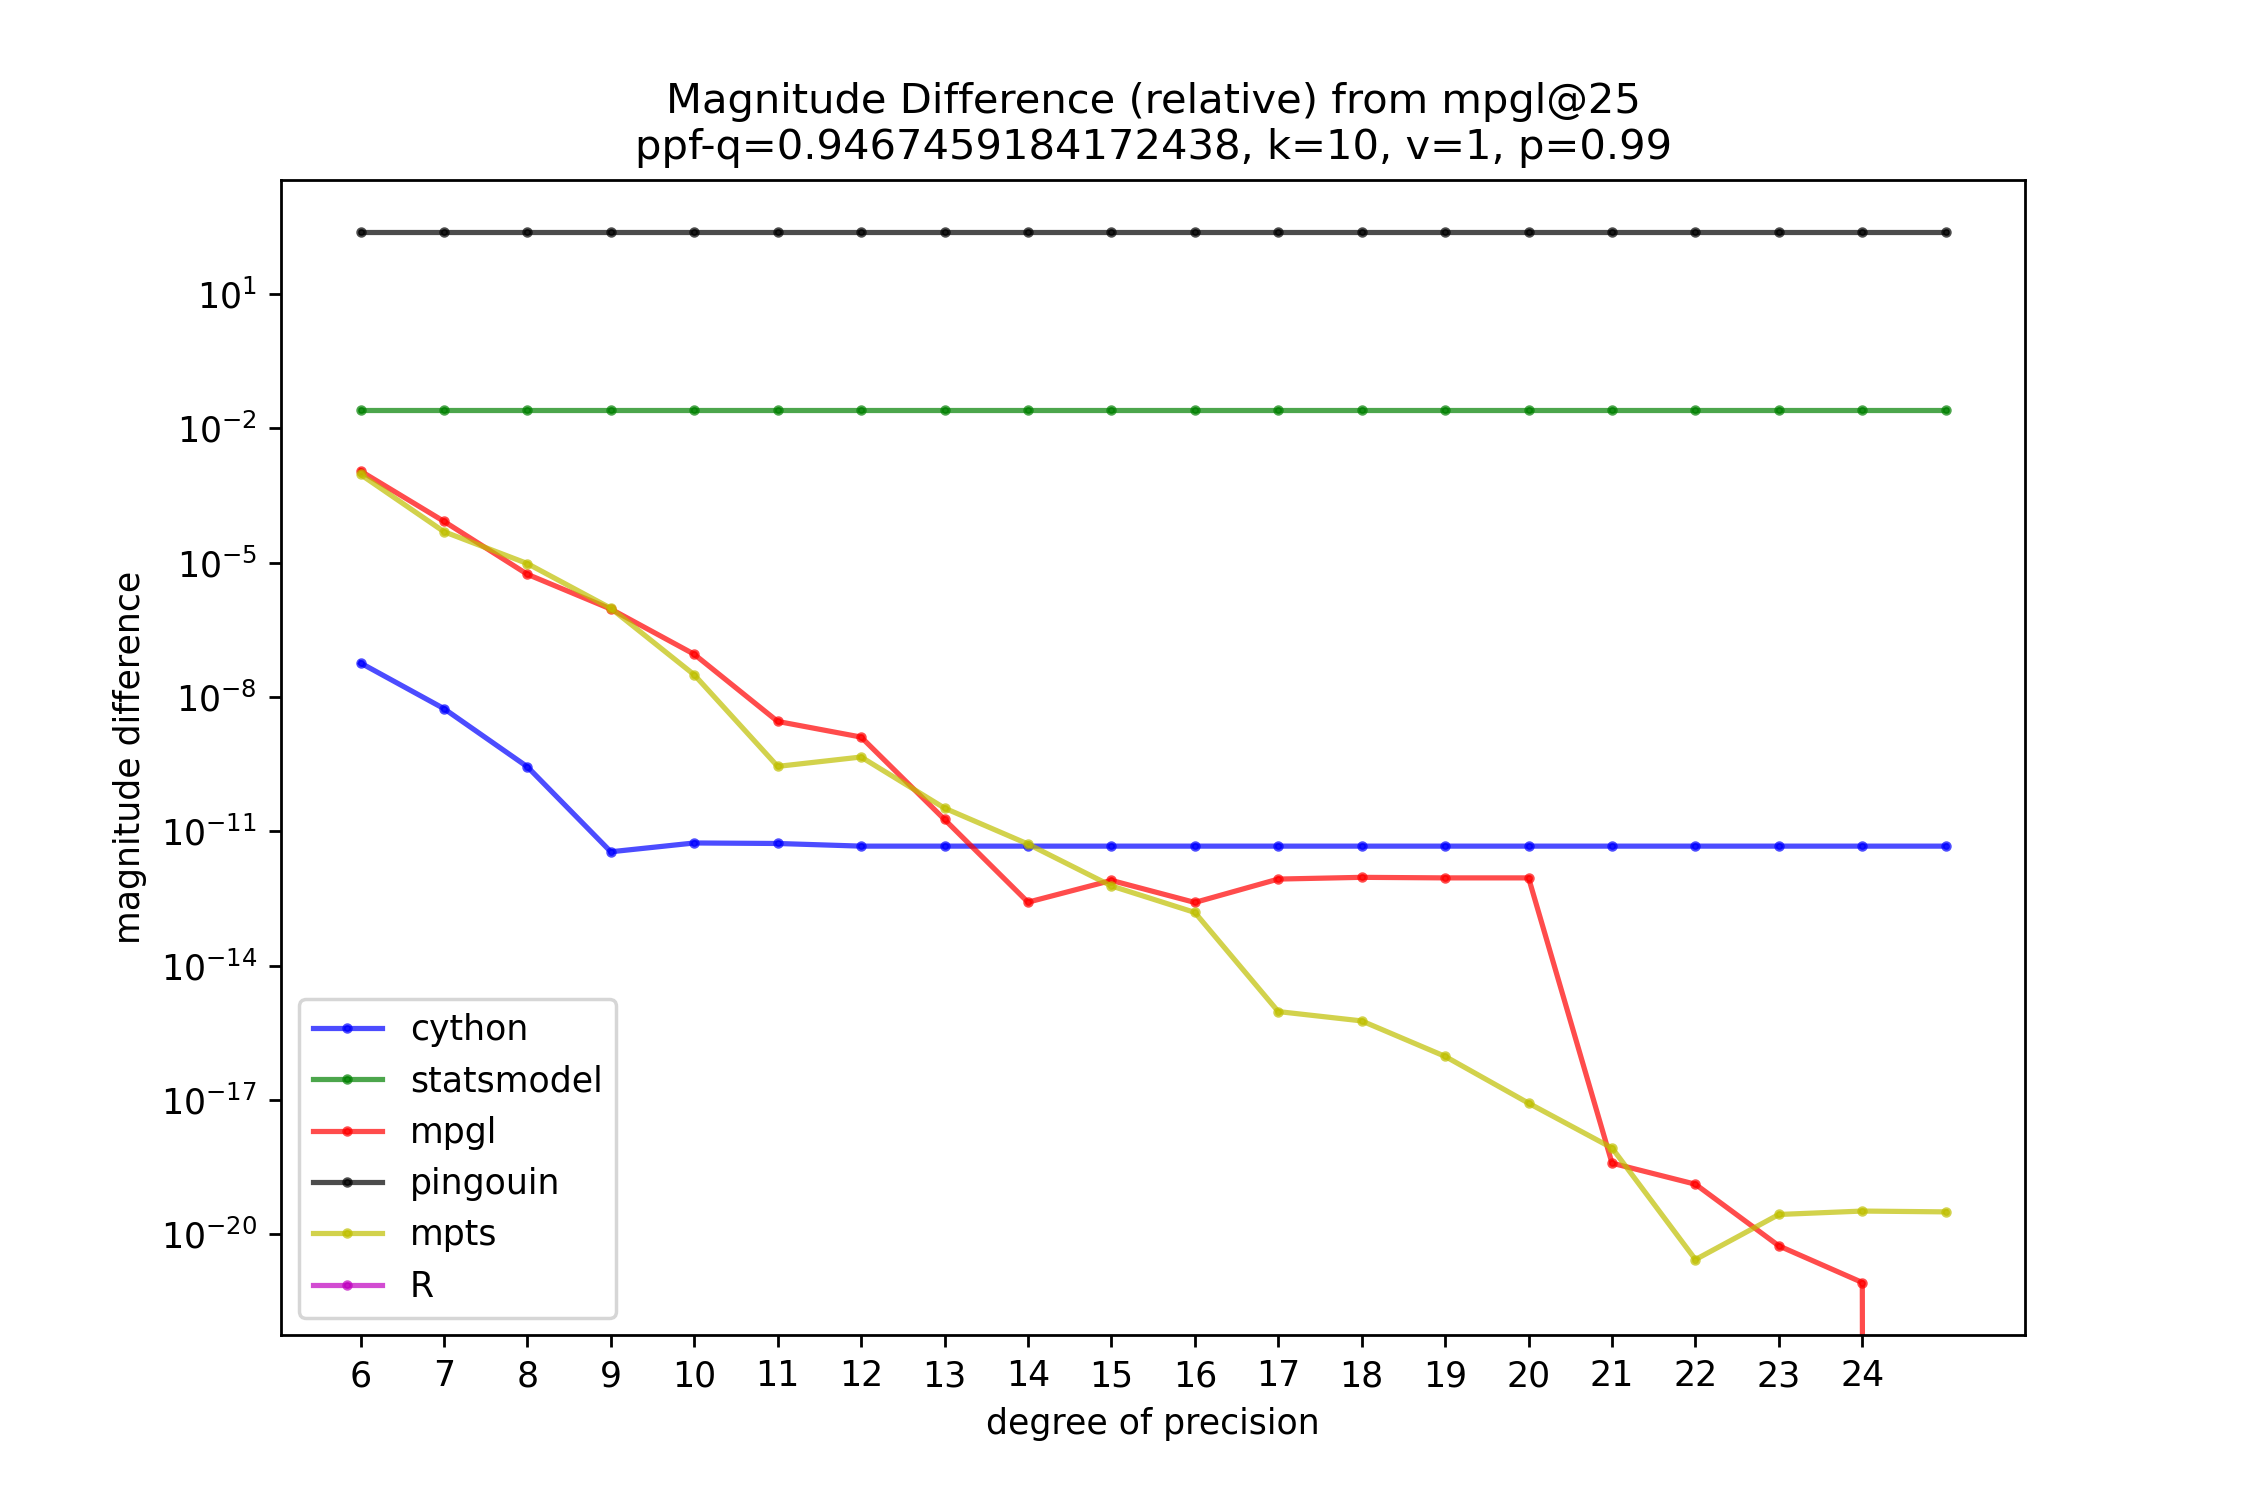 Magnitude Difference (relative) from mpgl@25
ppf-q=0.9467459184172438, k=10, v=1, p=0.99
magnitude difference
10¹
10⁻²
10⁻⁵
10⁻⁸
10⁻¹¹
10⁻¹⁴
10⁻¹⁷
10⁻²⁰
cython
statsmodel
mpgl
pingouin
mpts
R
6 7 8 9 10 11 12 13 14 15 16 17 18 19 20 21 22 23 24
degree of precision